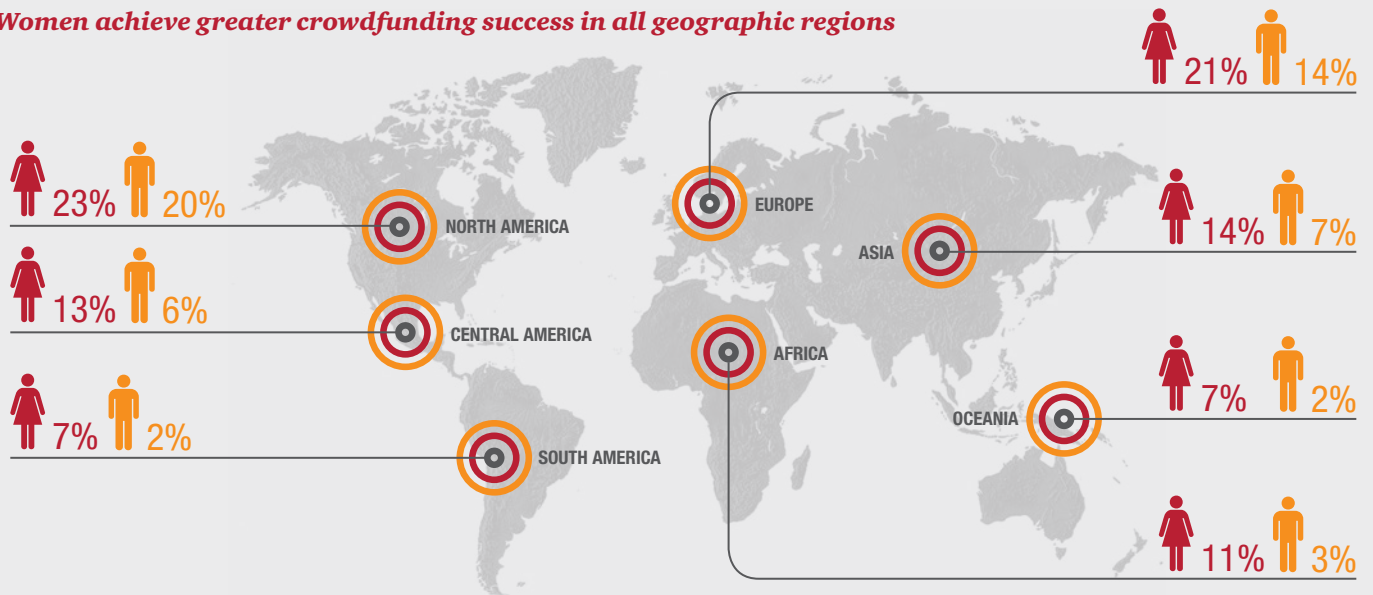 Women achieve greater crowdfunding success in all geographic regions
21% 14%
23% 20%
NORTH AMERICA
EUROPE
14% 7%
ASIA
13% 6%
CENTRAL AMERICA
AFRICA
7% 2%
OCEANIA
7% 2%
SOUTH AMERICA
11% 3%